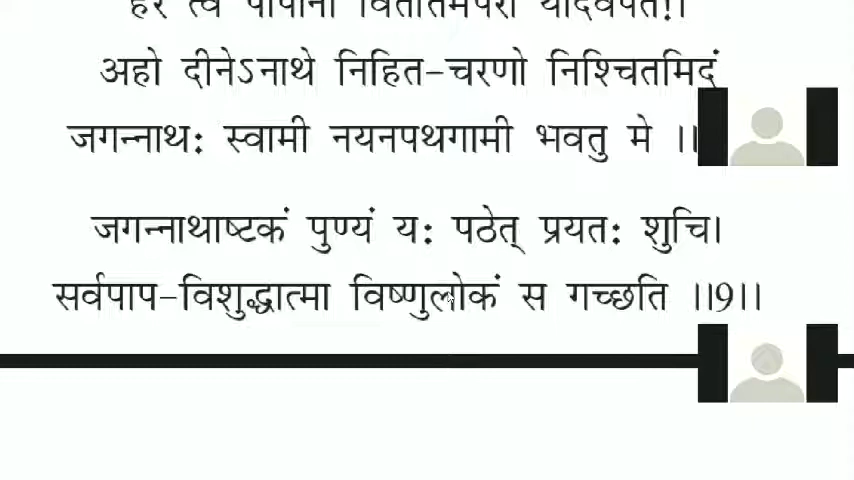 अहो दीनेऽनाथे निहित-चरणो निश्चितमिदं
जगन्नाथः स्वामी नयनपथगामी भवतु मे ।।
जगन्नाथाष्टकं पुण्यं यः पठेत् प्रयतः शुचि।
सर्वपाप-विशुद्धात्मा विष्णुलोकं स गच्छति ।।9।।